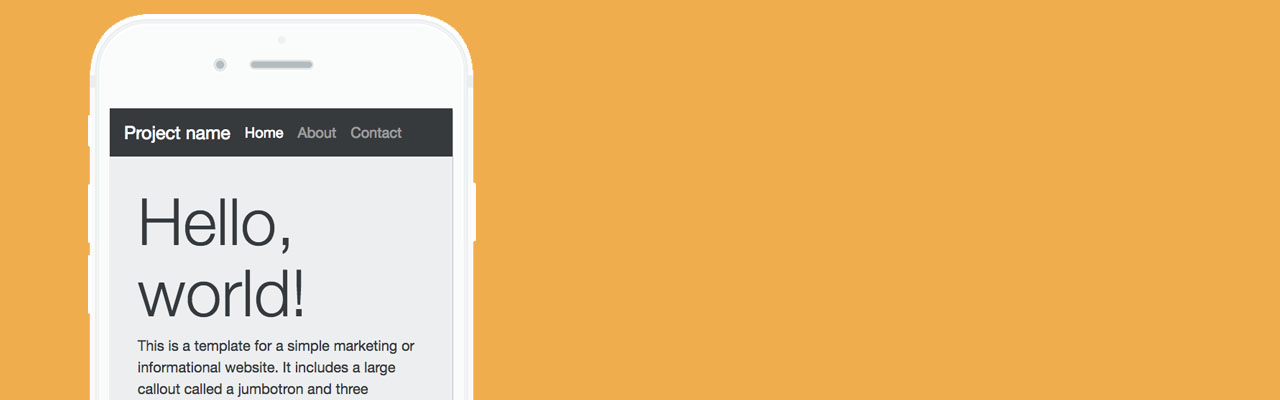 Project name Home About Contact
Hello,
world!
This is a template for a simple marketing or
informational website. It includes a large
callout called a jumbotron and three